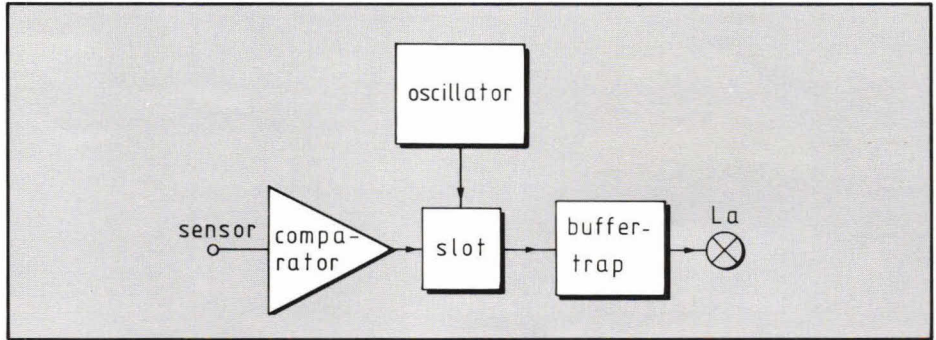 oscillator
sensor
compa-
rator
slot
buffer-
trap
La